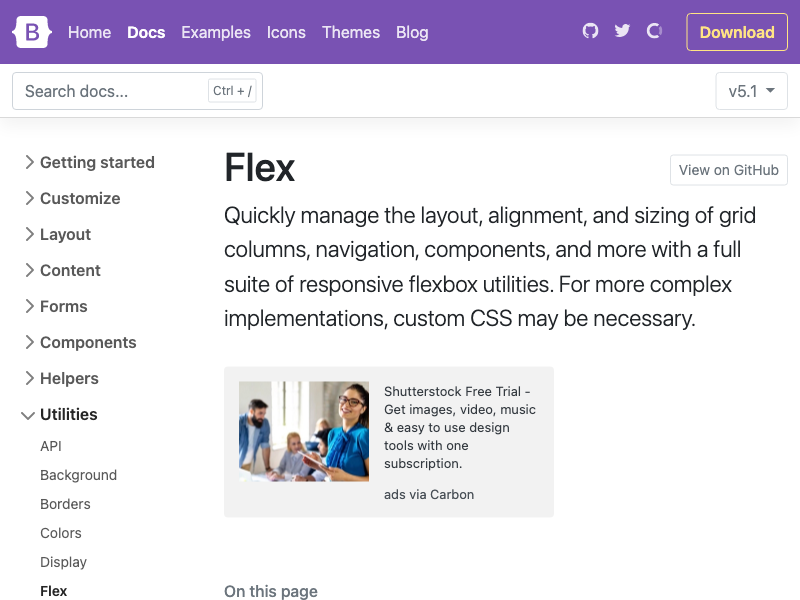 B Home Docs Examples Icons Themes Blog Download
Search docs... Ctrl + / v5.1
Getting started
Customize
Layout
Content
Forms
Components
Helpers
Utilities
API
Background
Borders
Colors
Display
Flex
Flex
View on GitHub
Quickly manage the layout, alignment, and sizing of grid
columns, navigation, components, and more with a full
suite of responsive flexbox utilities. For more complex
implementations, custom CSS may be necessary.
Shutterstock Free Trial -
Get images, video, music
& easy to use design
tools with one
subscription.
ads via Carbon
On this page